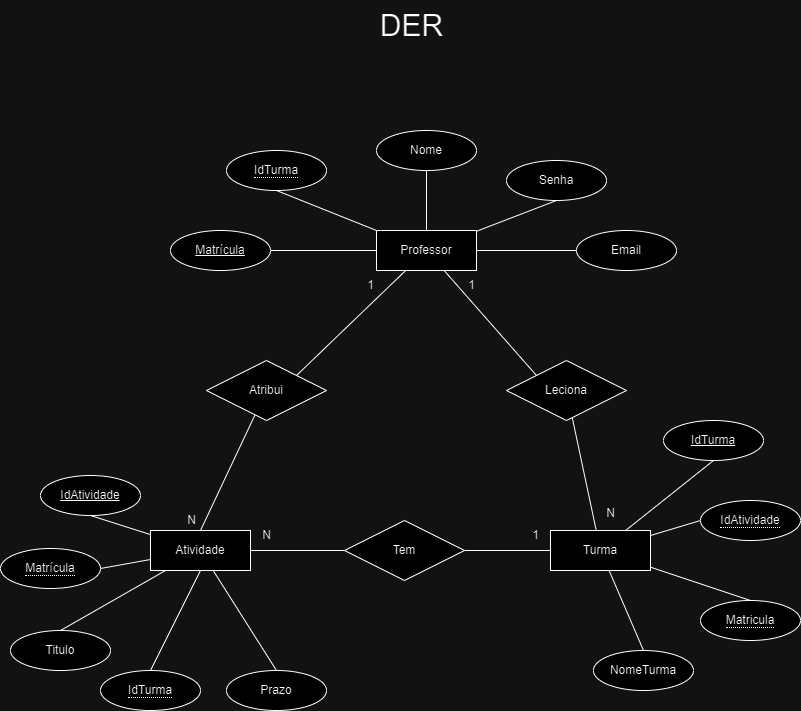 DER
Nome
IdTurma
Senha
Matrícula
Professor
Email
1
1
Atribui
Leciona
IdTurma
IdAtividade
N
N
N
1
IdAtividade
Atividade
Tem
Turma
Matrícula
Matricula
Titulo
NomeTurma
IdTurma
Prazo